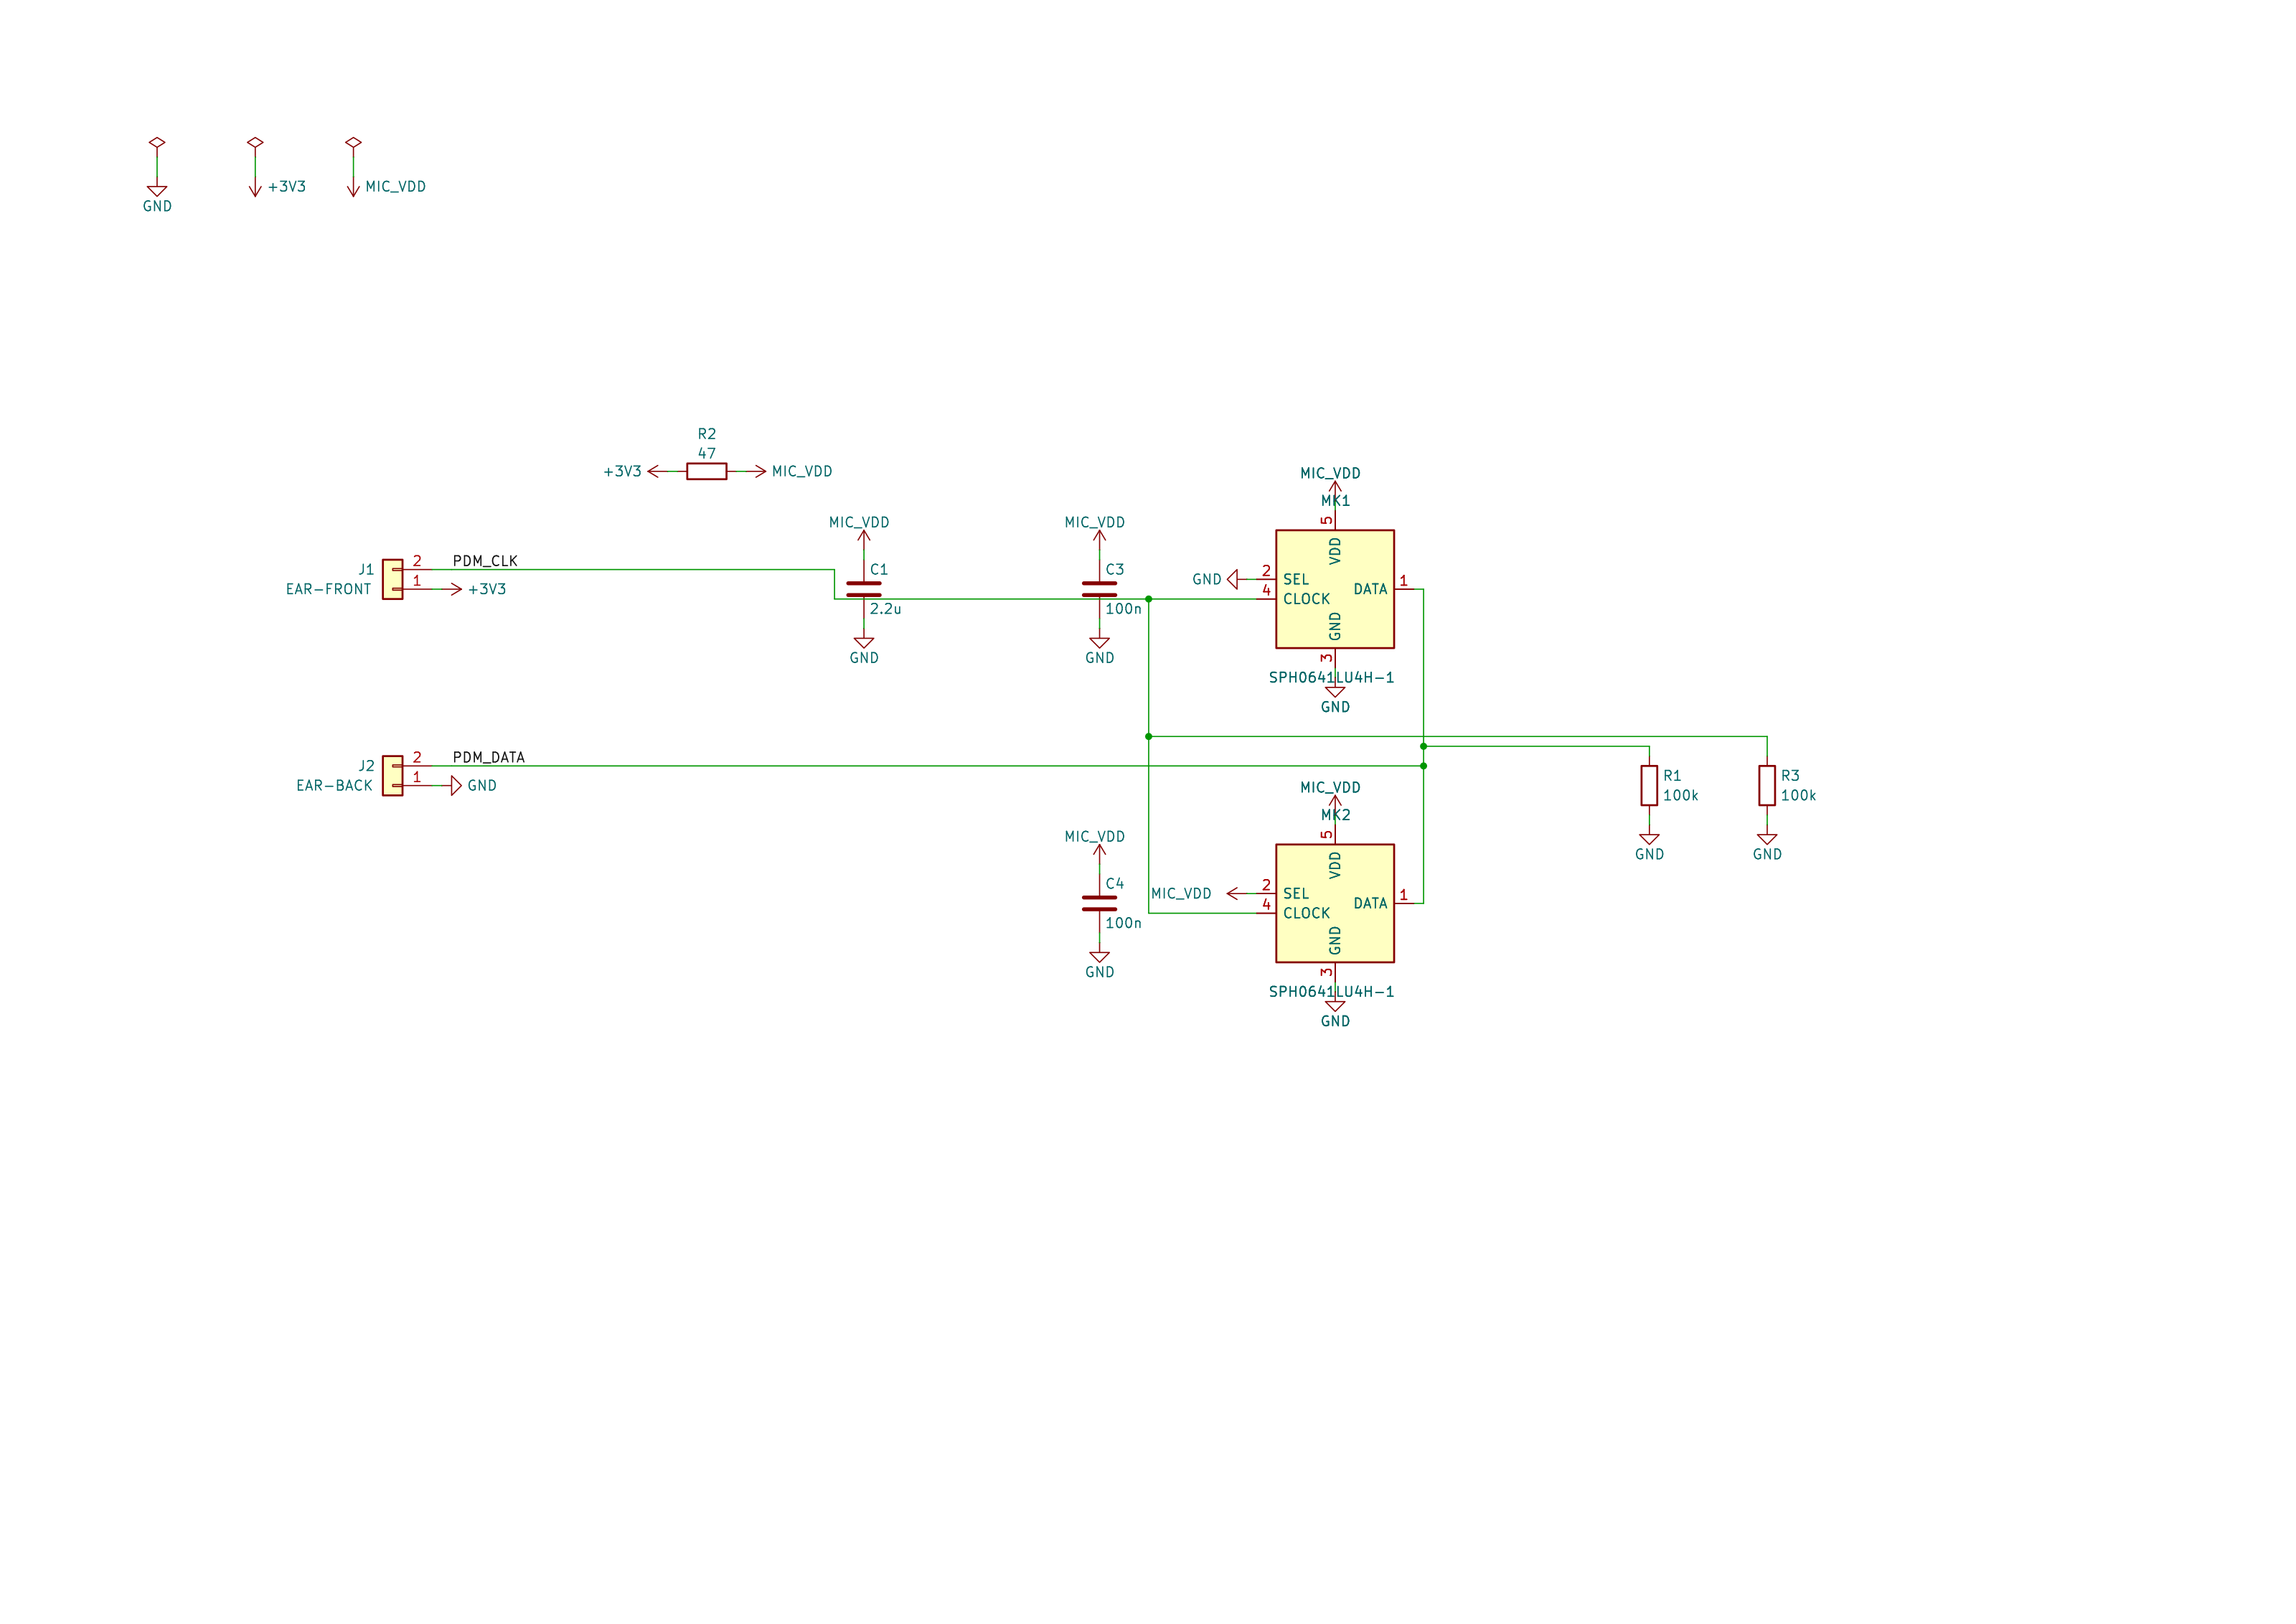 +3V3
MIC_VDD
GND
R2
47
+3V3
MIC_VDD
MIC_VDD
MK1
MIC_VDD
MIC_VDD
5
VDD
PDM_CLK
J1
2
C1
C3
GND
2
SEL
DATA
1
EAR-FRONT
1
+3V3
4
CLOCK
2.2u
100n
GND
3
GND
GND
SPH0641LU4H-1
GND
PDM_DATA
J2
2
EAR-BACK
1
GND
MIC_VDD
MK2
R1
100k
R3
100k
MIC_VDD
5
VDD
GND
GND
C4
MIC_VDD
2
SEL
DATA
1
100n
4
CLOCK
GND
3
GND
SPH0641LU4H-1
GND